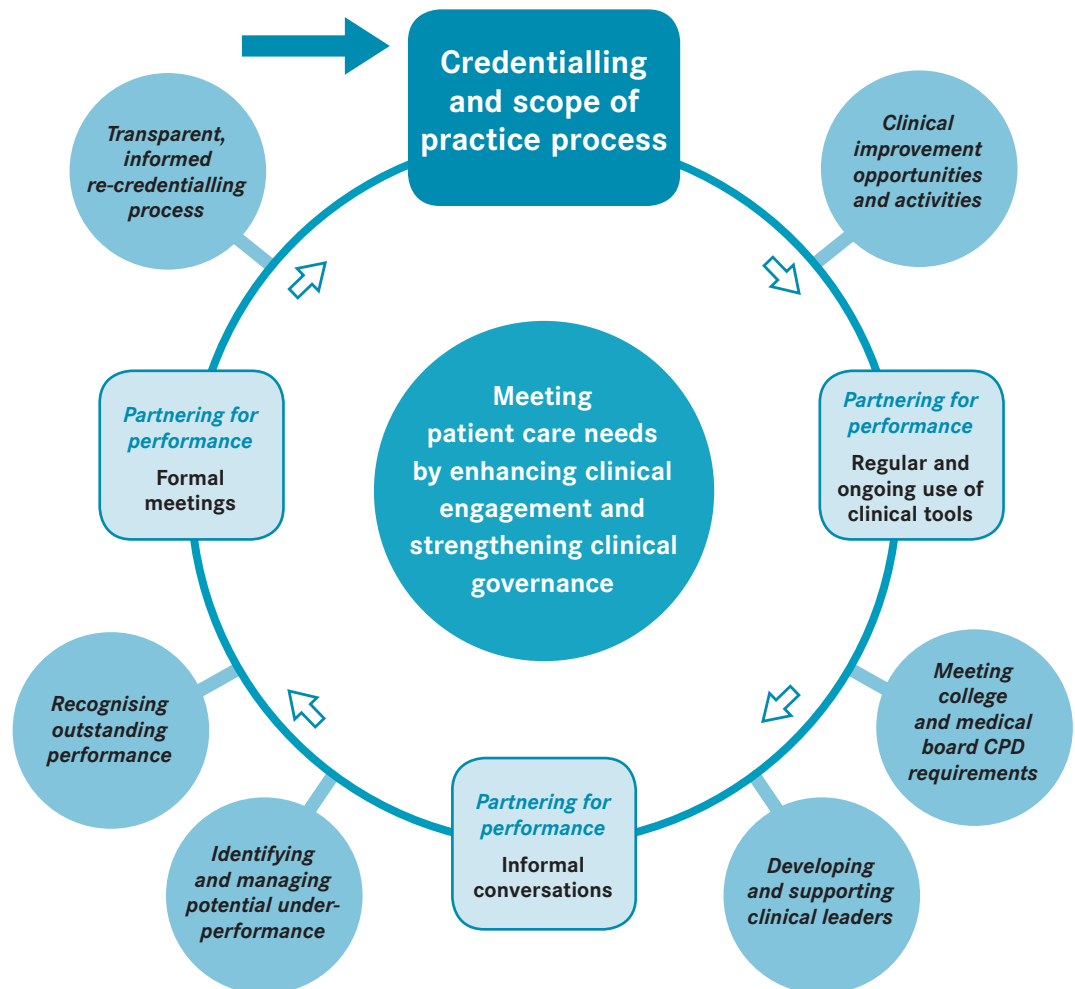 Credentialling
and scope of
practice process
Transparent,
informed
re-credentialling
process
Clinical
improvement
opportunities
and activities
Partnering for
performance
Formal
meetings
Meeting
patient care needs
by enhancing clinical
engagement and
strengthening clinical
governance
Partnering for
performance
Regular and
ongoing use of
clinical tools
Recognising
outstanding
performance
Meeting
college
and medical
board CPD
requirements
Identifying
and managing
potential under-
performance
Partnering for
performance
Informal
conversations
Developing
and supporting
clinical leaders